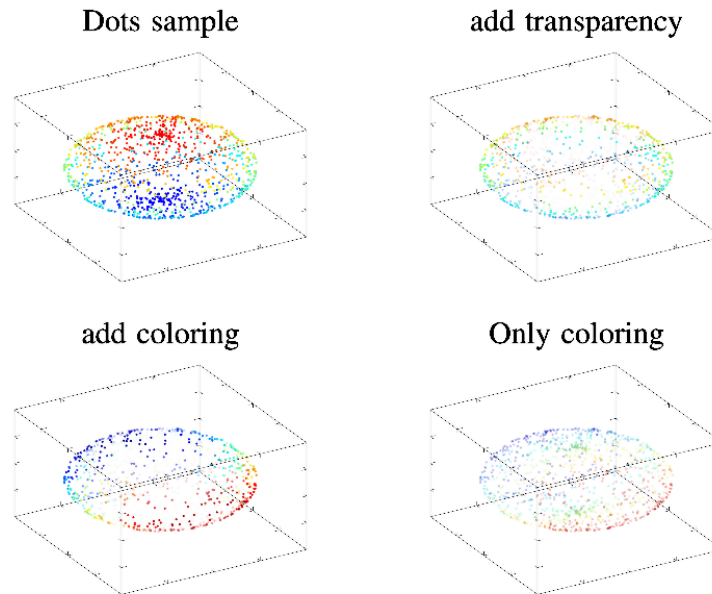 Dots sample
add transparency
add coloring
Only coloring